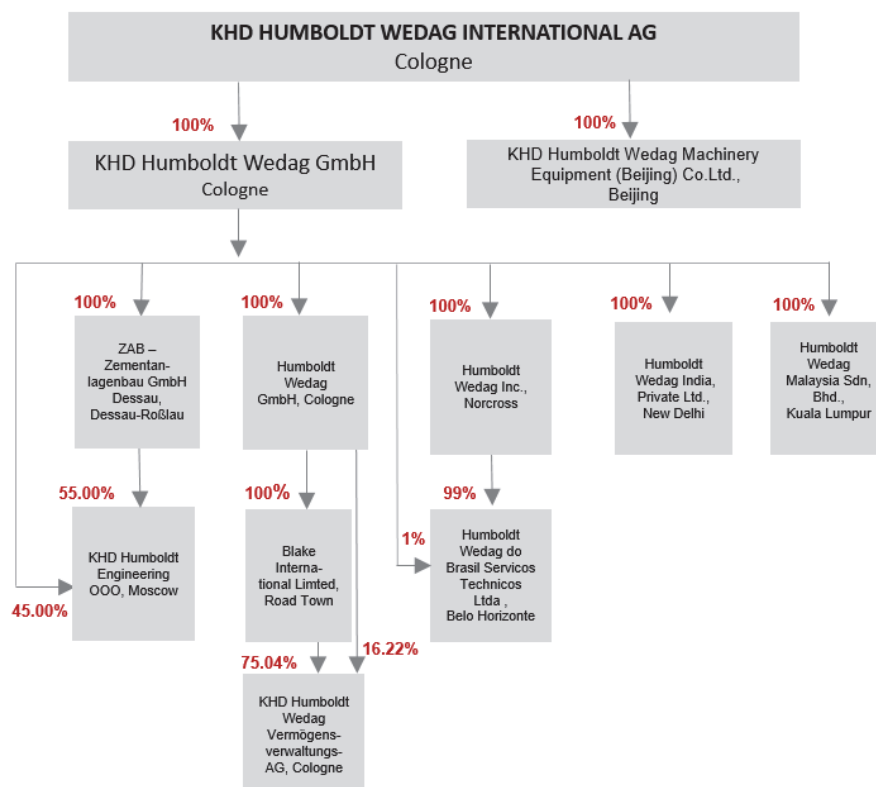 KHD HUMBOLDT WEDAG INTERNATIONAL AG
Cologne
100%
100%
KHD Humboldt Wedag GmbH
Cologne
KHD Humboldt Wedag Machinery
Equipment (Beijing) Co.Ltd.,
Beijing
100%
100%
100%
100%
100%
ZAB –
Zementan-
lagenbau GmbH
Dessau,
Dessau-Roßlau
Humboldt
Wedag
GmbH, Cologne
Humboldt
Wedag Inc.,
Norcross
Humboldt
Wedag India,
Private Ltd.,
New Delhi
Humboldt
Wedag
Malaysia Sdn,
Bhd.,
Kuala Lumpur
55.00%
100%
99%
1%
KHD Humboldt
Engineering
OOO, Moscow
Blake
Interna-
tional Limted,
Road Town
Humboldt
Wedag do
Brasil Servicos
Technicos
Ltda ,
Belo Horizonte
45.00%
75.04%
16.22%
KHD Humboldt
Wedag
Vermögens-
verwaltungs-
AG, Cologne